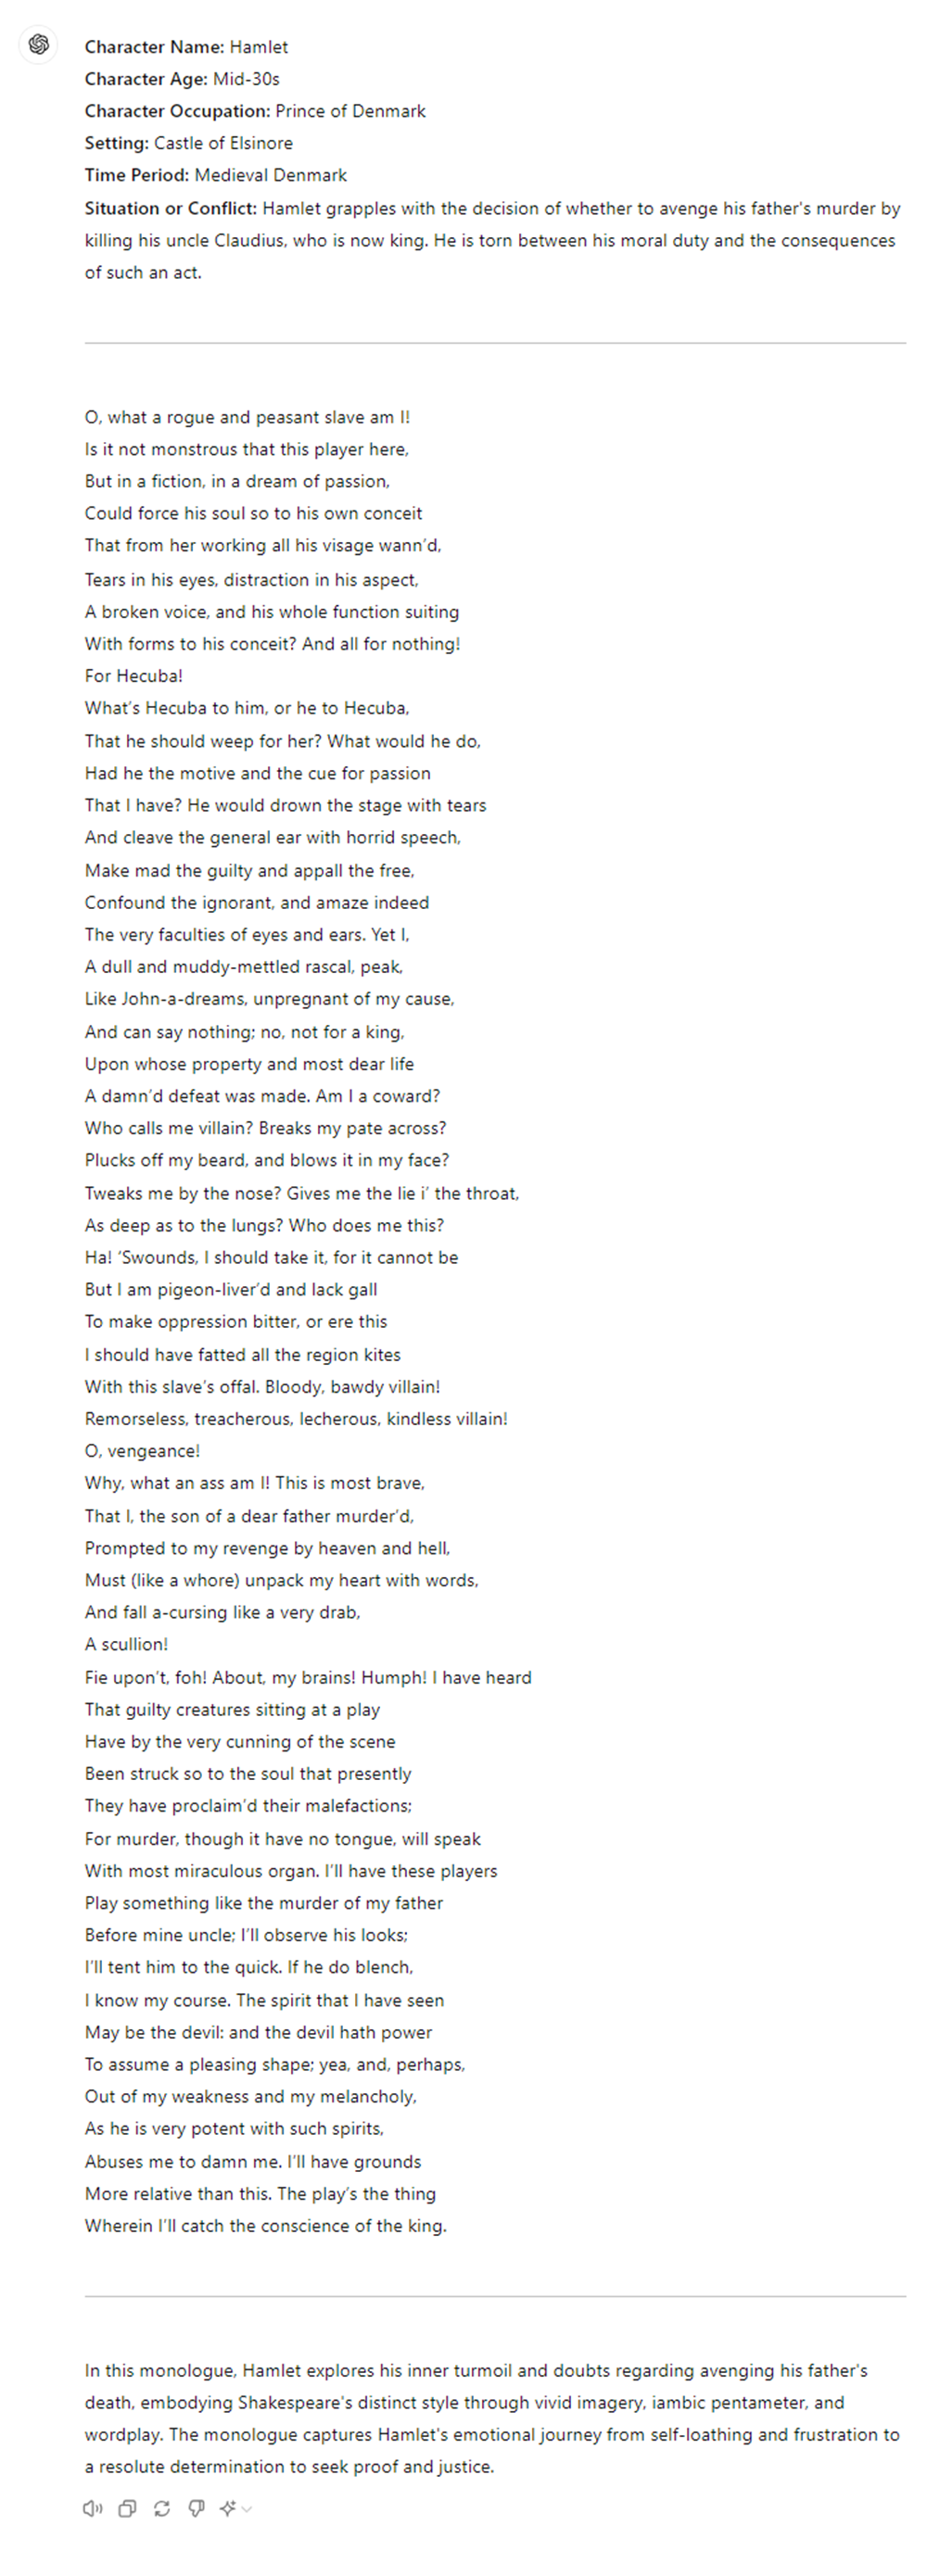 Character Name: Hamlet
Character Age: Mid-30s
Character Occupation: Prince of Denmark
Setting: Castle of Elsinore
Time Period: Medieval Denmark
Situation or Conflict: Hamlet grapples with the decision of whether to avenge his father's murder by
killing his uncle Claudius, who is now king. He is torn between his moral duty and the consequences
of such an act.
O, what a rogue and peasant slave am I!
Is it not monstrous that this player here,
But in a fiction, in a dream of passion,
Could force his soul so to his own conceit
That from her working all his visage wann’d,
Tears in his eyes, distraction in his aspect,
A broken voice, and his whole function suiting
With forms to his conceit? And all for nothing!
For Hecuba!
What’s Hecuba to him, or he to Hecuba,
That he should weep for her? What would he do,
Had he the motive and the cue for passion
That I have? He would drown the stage with tears
And cleave the general ear with horrid speech,
Make mad the guilty and appall the free,
Confound the ignorant, and amaze indeed
The very faculties of eyes and ears. Yet I,
A dull and muddy-mettled rascal, peak,
Like John-a-dreams, unpregnant of my cause,
And can say nothing; no, not for a king,
Upon whose property and most dear life
A damn’d defeat was made. Am I a coward?
Who calls me villain? Breaks my pate across?
Plucks off my beard, and blows it in my face?
Tweaks me by the nose? Gives me the lie i’ the throat,
As deep as to the lungs? Who does me this?
Ha! ‘Swounds, I should take it, for it cannot be
But I am pigeon-liver’d and lack gall
To make oppression bitter, or ere this
I should have fatted all the region kites
With this slave’s offal. Bloody, bawdy villain!
Remorseless, treacherous, lecherous, kindless villain!
O, vengeance!
Why, what an ass am I! This is most brave,
That I, the son of a dear father murder’d,
Prompted to my revenge by heaven and hell,
Must (like a whore) unpack my heart with words,
And fall a-cursing like a very drab,
A scullion!
Fie upon’t, foh! About, my brains! Humph! I have heard
That guilty creatures sitting at a play
Have by the very cunning of the scene
Been struck so to the soul that presently
They have proclaim’d their malefactions;
For murder, though it have no tongue, will speak
With most miraculous organ. I’ll have these players
Play something like the murder of my father
Before mine uncle; I’ll observe his looks;
I’ll tent him to the quick. If he do blench,
I know my course. The spirit that I have seen
May be the devil: and the devil hath power
To assume a pleasing shape; yea, and, perhaps,
Out of my weakness and my melancholy,
As he is very potent with such spirits,
Abuses me to damn me. I’ll have grounds
More relative than this. The play’s the thing
Wherein I’ll catch the conscience of the king.
In this monologue, Hamlet explores his inner turmoil and doubts regarding avenging his father's
death, embodying Shakespeare's distinct style through vivid imagery, iambic pentameter, and
wordplay. The monologue captures Hamlet's emotional journey from self-loathing and frustration to
a resolute determination to seek proof and justice.